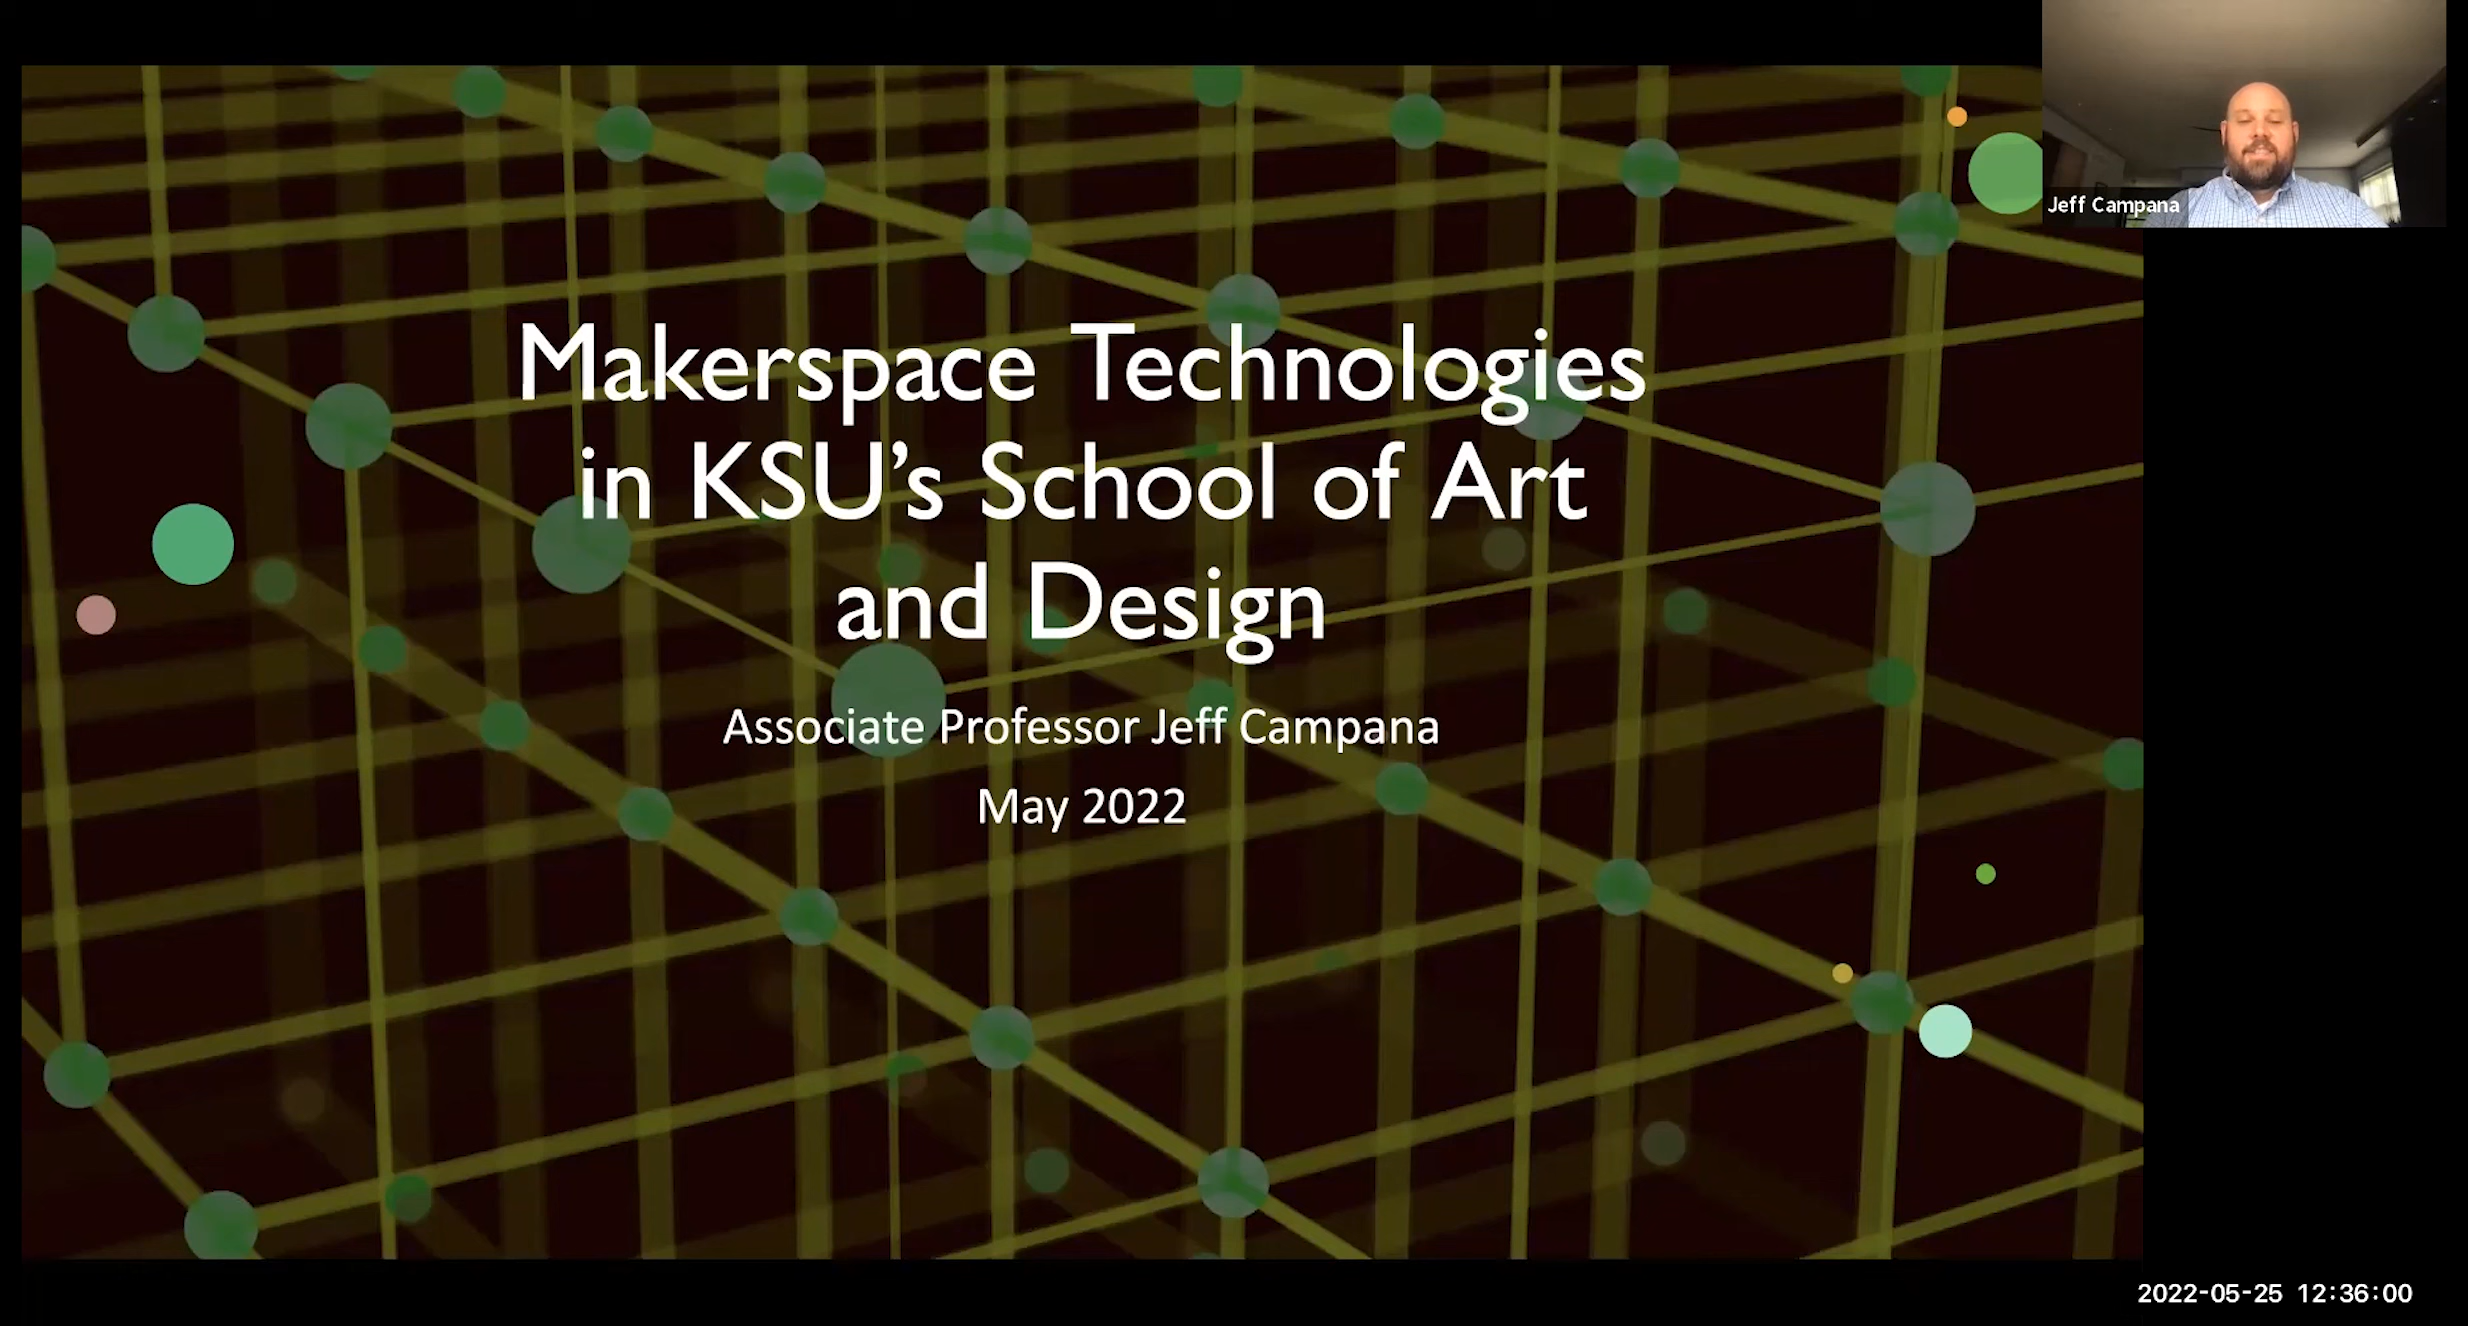 Jeff Campana
Makerspace Technologies
in KSU’s School of Art
and Design
Associate Professor Jeff Campana
May 2022
2022-05-25 12:36:00